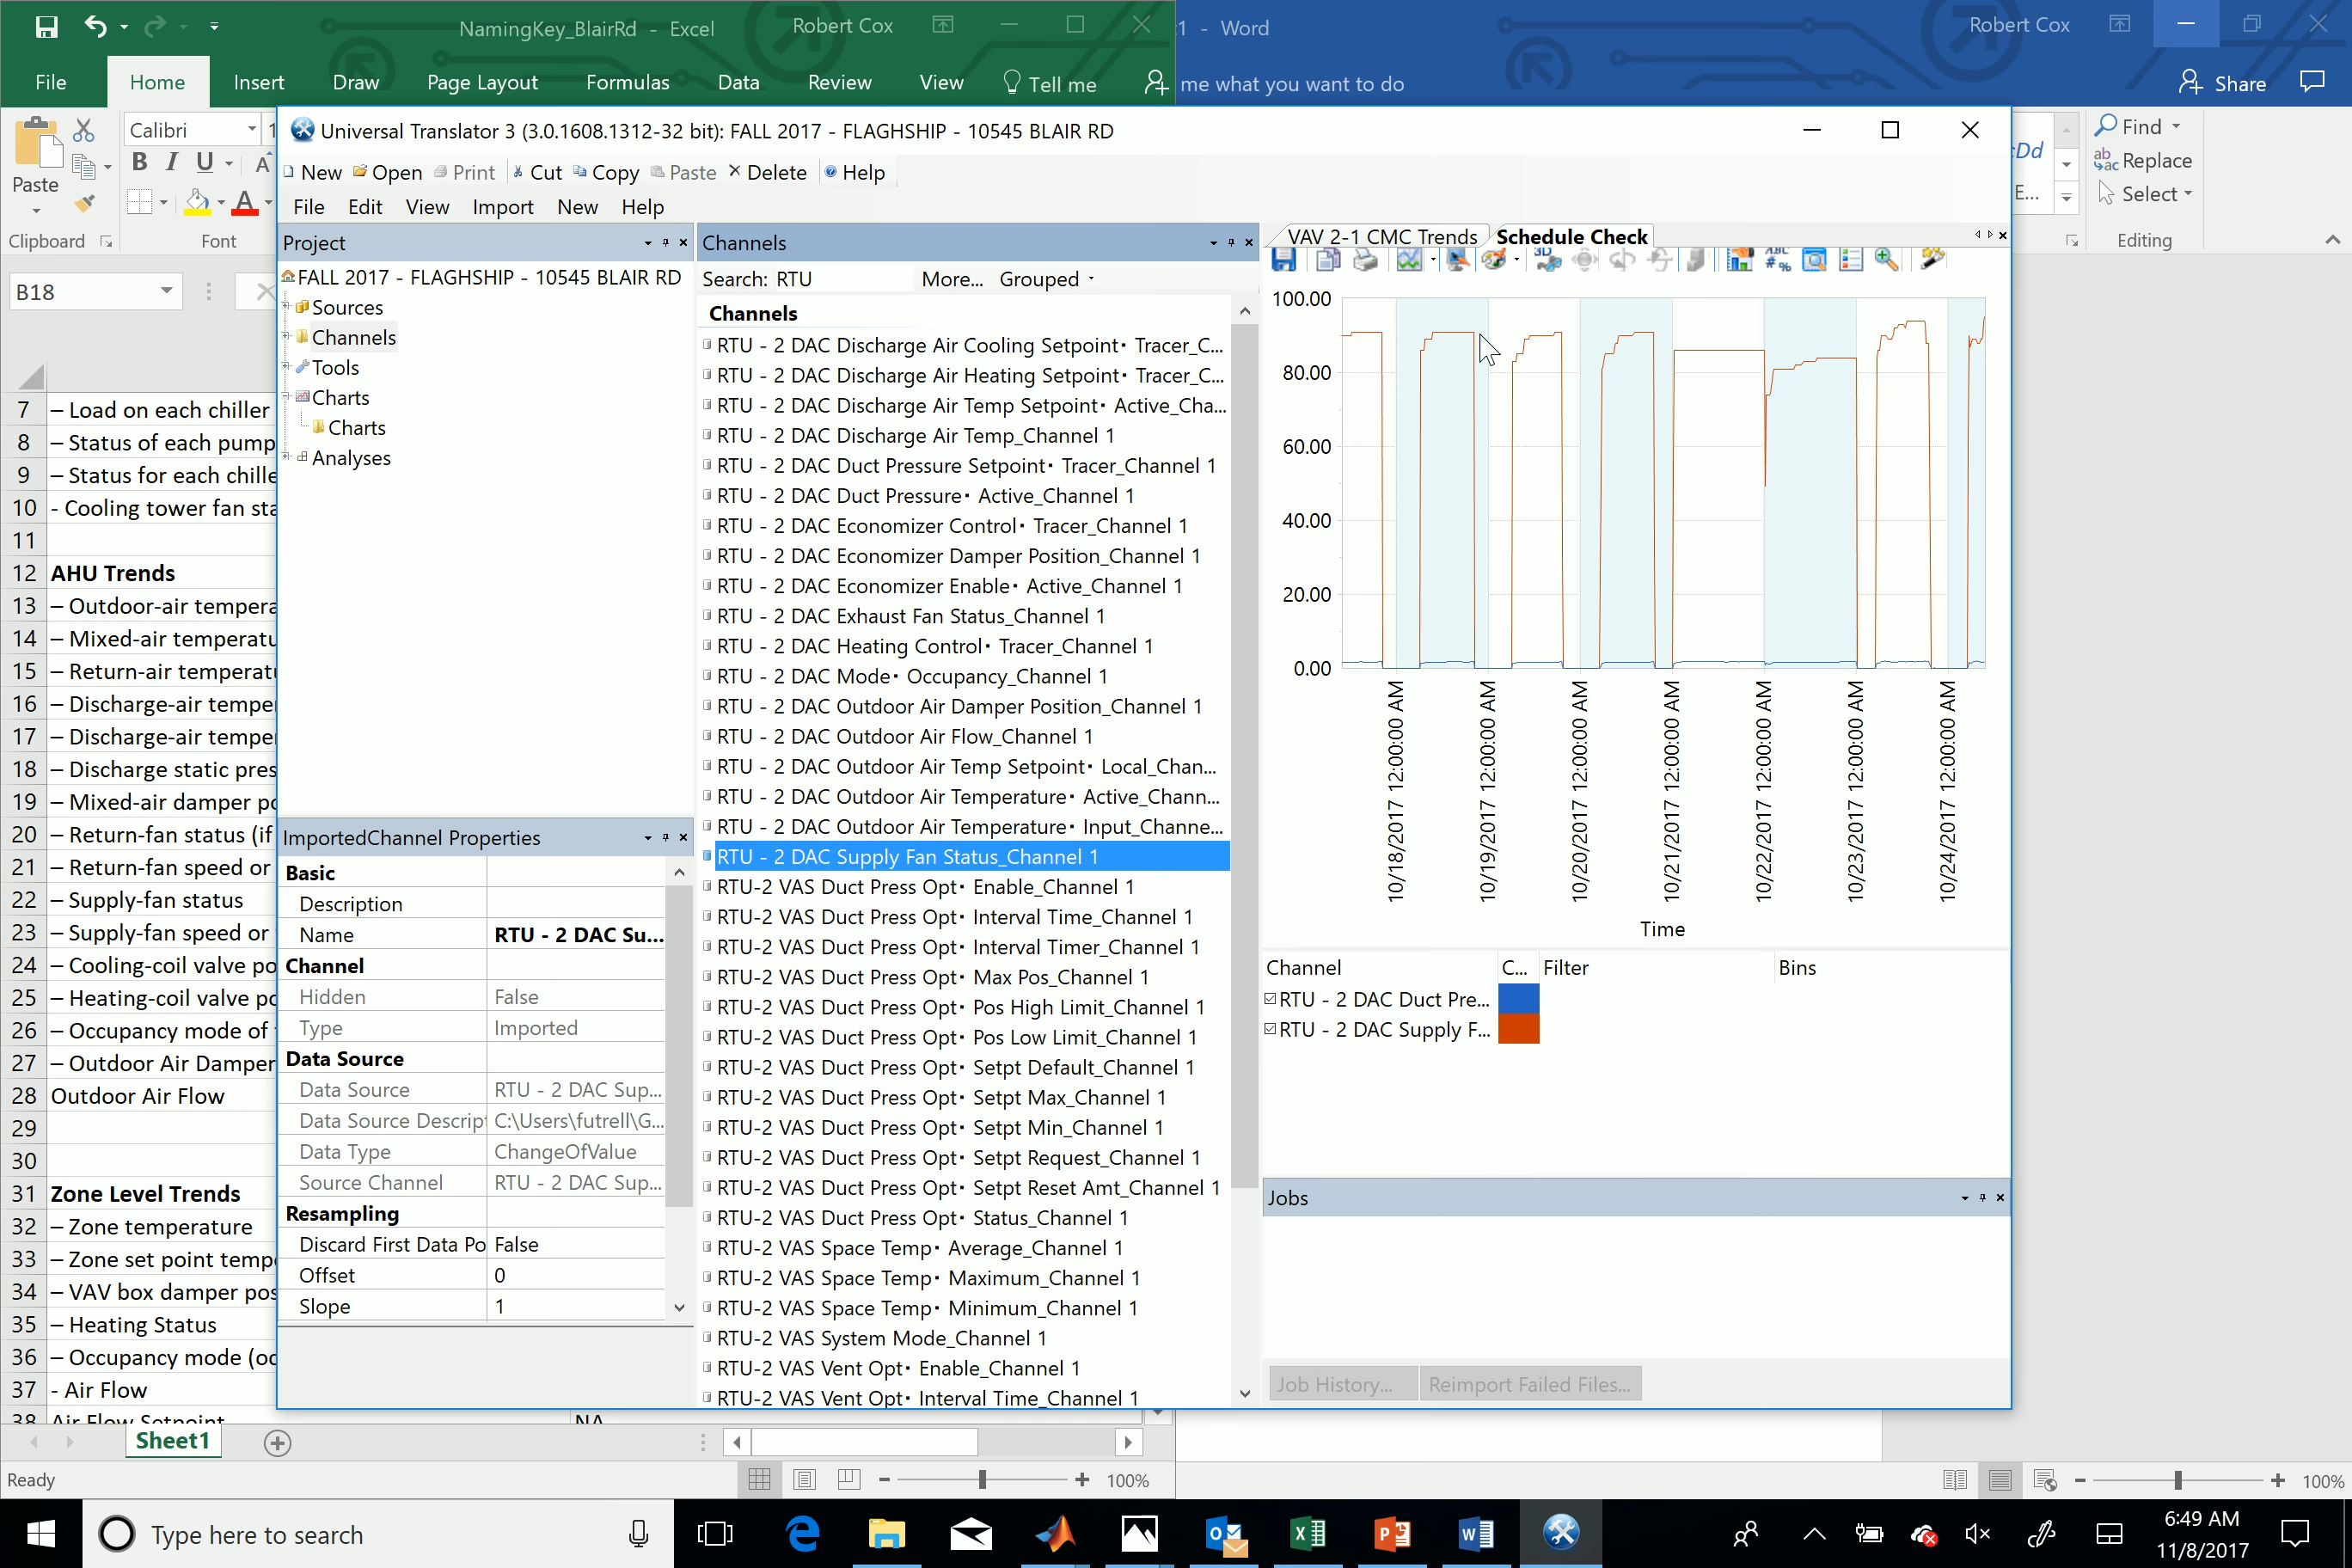 NamingKey_BlairRd - Excel
Robert Cox
1 - Word
Robert Cox
File Home Insert Draw Page Layout Formulas Data Review View Tell me
me what you want to do
Share
Calibri
B I U A
Paste
Clipboard
Font
Find
Replace
Select
Editing
B18
7 – Load on each chiller
8 – Status of each pump
9 – Status for each chille
10 - Cooling tower fan sta
11
12 AHU Trends
13 – Outdoor-air tempera
14 – Mixed-air temperatu
15 – Return-air temperatu
16 – Discharge-air tempe
17 – Discharge-air tempe
18 – Discharge static pres
19 – Mixed-air damper po
20 – Return-fan status (if
21 – Return-fan speed or
22 – Supply-fan status
23 – Supply-fan speed or
24 – Cooling-coil valve po
25 – Heating-coil valve po
26 – Occupancy mode of
27 – Outdoor Air Damper
28 Outdoor Air Flow
29
30
31 Zone Level Trends
32 – Zone temperature
33 – Zone set point tempe
34 – VAV box damper pos
35 – Heating Status
36 – Occupancy mode (oc
37 - Air Flow
38 Air Flow Setpoint
NA
Sheet1
Ready
100%
Universal Translator 3 (3.0.1608.1312-32 bit): FALL 2017 - FLAGHSHIP - 10545 BLAIR RD
New Open Print Cut Copy Paste Delete Help
File Edit View Import New Help
Project
FALL 2017 - FLAGHSHIP - 10545 BLAIR RD
Sources
Channels
Tools
Charts
Charts
Analyses
ImportedChannel Properties
Basic
Description
Name RTU - 2 DAC Su...
Channel
Hidden False
Type Imported
Data Source
Data Source RTU - 2 DAC Sup...
Data Source Descript C:\Users\futrell\G...
Data Type ChangeOfValue
Source Channel RTU - 2 DAC Sup...
Resampling
Discard First Data Po False
Offset 0
Slope 1
Channels
Search: RTU More... Grouped
Channels
RTU - 2 DAC Discharge Air Cooling Setpoint· Tracer_C...
RTU - 2 DAC Discharge Air Heating Setpoint· Tracer_C...
RTU - 2 DAC Discharge Air Temp Setpoint· Active_Cha...
RTU - 2 DAC Discharge Air Temp_Channel 1
RTU - 2 DAC Duct Pressure Setpoint· Tracer_Channel 1
RTU - 2 DAC Duct Pressure· Active_Channel 1
RTU - 2 DAC Economizer Control· Tracer_Channel 1
RTU - 2 DAC Economizer Damper Position_Channel 1
RTU - 2 DAC Economizer Enable· Active_Channel 1
RTU - 2 DAC Exhaust Fan Status_Channel 1
RTU - 2 DAC Heating Control· Tracer_Channel 1
RTU - 2 DAC Mode· Occupancy_Channel 1
RTU - 2 DAC Outdoor Air Damper Position_Channel 1
RTU - 2 DAC Outdoor Air Flow_Channel 1
RTU - 2 DAC Outdoor Air Temp Setpoint· Local_Chan...
RTU - 2 DAC Outdoor Air Temperature· Active_Chann...
RTU - 2 DAC Outdoor Air Temperature· Input_Channe...
RTU - 2 DAC Supply Fan Status_Channel 1
RTU-2 VAS Duct Press Opt· Enable_Channel 1
RTU-2 VAS Duct Press Opt· Interval Time_Channel 1
RTU-2 VAS Duct Press Opt· Interval Timer_Channel 1
RTU-2 VAS Duct Press Opt· Max Pos_Channel 1
RTU-2 VAS Duct Press Opt· Pos High Limit_Channel 1
RTU-2 VAS Duct Press Opt· Pos Low Limit_Channel 1
RTU-2 VAS Duct Press Opt· Setpt Default_Channel 1
RTU-2 VAS Duct Press Opt· Setpt Max_Channel 1
RTU-2 VAS Duct Press Opt· Setpt Min_Channel 1
RTU-2 VAS Duct Press Opt· Setpt Request_Channel 1
RTU-2 VAS Duct Press Opt· Setpt Reset Amt_Channel 1
RTU-2 VAS Duct Press Opt· Status_Channel 1
RTU-2 VAS Space Temp· Average_Channel 1
RTU-2 VAS Space Temp· Maximum_Channel 1
RTU-2 VAS Space Temp· Minimum_Channel 1
RTU-2 VAS System Mode_Channel 1
RTU-2 VAS Vent Opt· Enable_Channel 1
RTU-2 VAS Vent Opt· Interval Time_Channel 1
VAV 2-1 CMC Trends Schedule Check
100.00
80.00
60.00
40.00
20.00
0.00
10/18/2017 12:00:00 AM
10/19/2017 12:00:00 AM
10/20/2017 12:00:00 AM
10/21/2017 12:00:00 AM
10/22/2017 12:00:00 AM
10/23/2017 12:00:00 AM
10/24/2017 12:00:00 AM
Time
Channel C... Filter Bins
RTU - 2 DAC Duct Pre...
RTU - 2 DAC Supply F...
Jobs
Job History... Reimport Failed Files...
100%
Type here to search
6:49 AM
11/8/2017